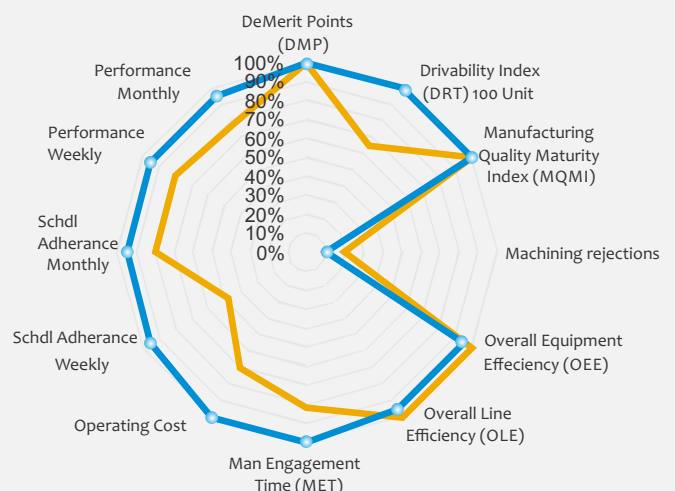 DeMerit Points
(DMP)
Drivability Index
(DRT) 100 Unit
Manufacturing
Quality Maturity
Index (MQMI)
Machining rejections
Overall Equipment
Effeciency (OEE)
Overall Line
Efficiency (OLE)
Man Engagement
Time (MET)
Operating Cost
Schdl Adherance
Weekly
Schdl
Adherance
Monthly
Performance
Weekly
Performance
Monthly
100%
90%
80%
70%
60%
50%
40%
30%
20%
10%
0%